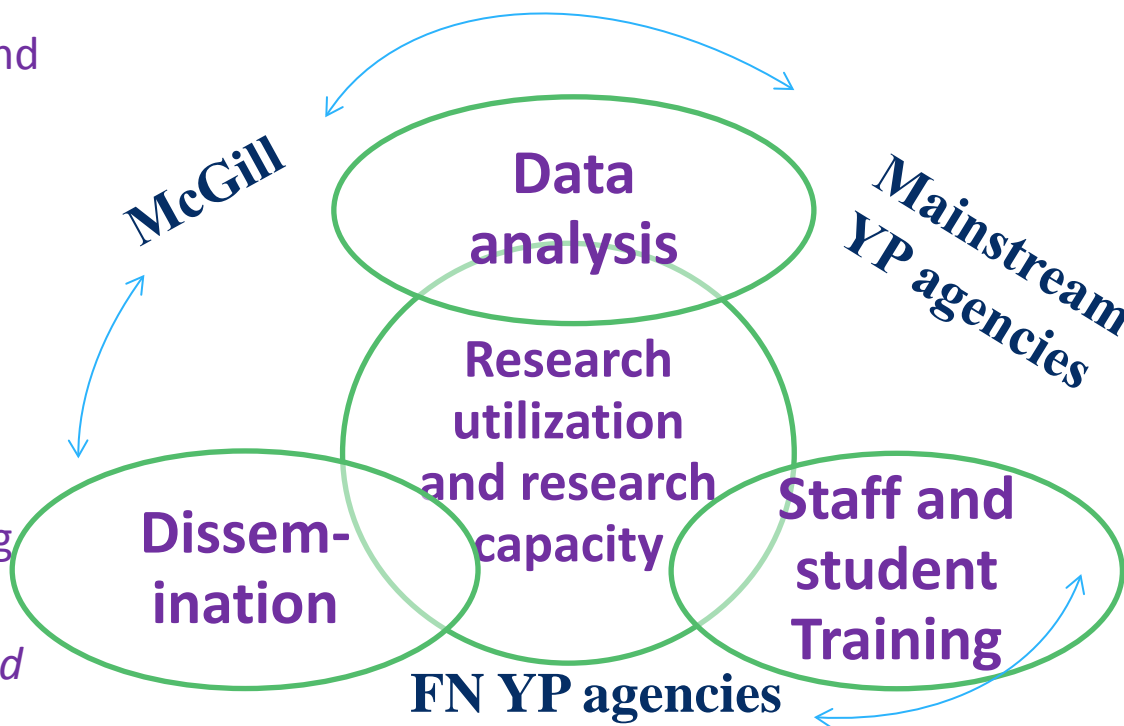 nd
McGill
Data
analysis
Mainstream
YP agencies
Research
utilization
and research
capacity
Dissem-
ination
Staff and
student
Training
g
d
FN YP agencies